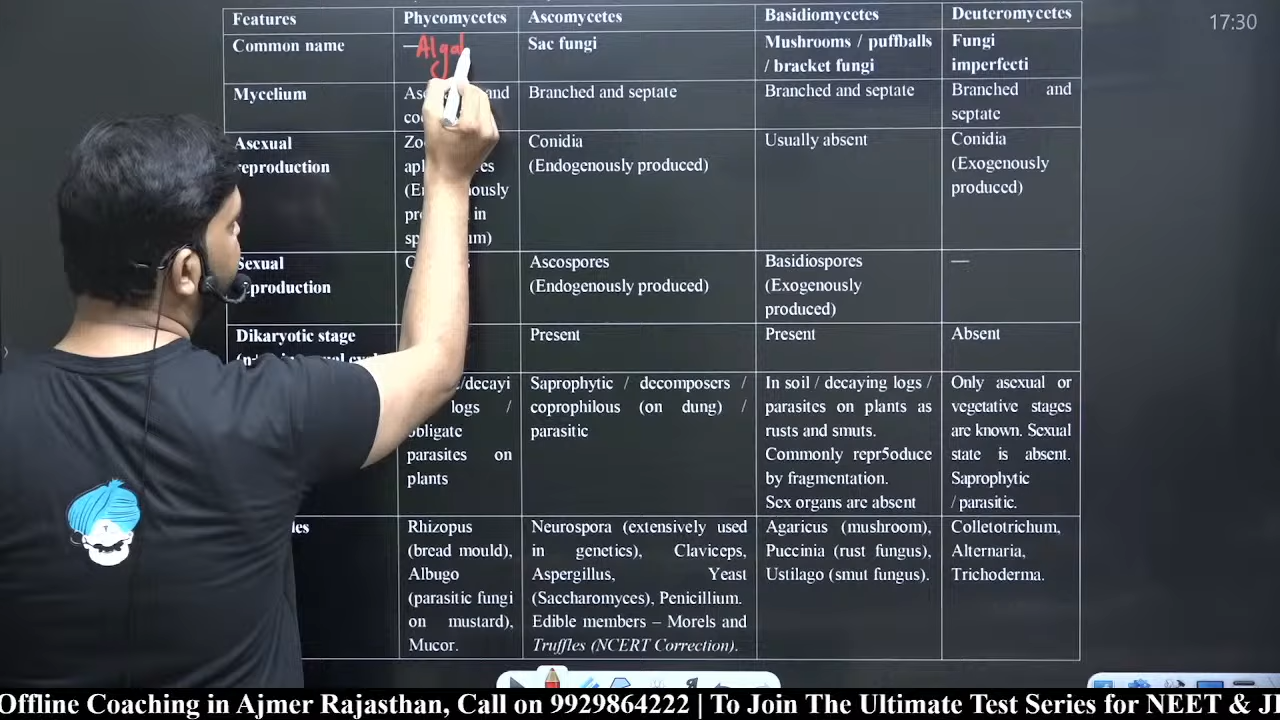 17:30
Features Phycomycetes Ascomycetes Basidiomycetes Deuteromycetes
Common name — Algal Sac fungi Mushrooms / puffballs Fungi
/ bracket fungi imperfecti
Mycelium and Branched and septate Branched and septate Branched and
septate
Asexual Conidia Usually absent Conidia
reproduction (Endogenously produced) (Exogenously
produced)
in
Sexual Ascospores Basidiospores —
reproduction (Endogenously produced) (Exogenously
produced)
Dikaryotic stage Present Present Absent
Saprophytic / decomposers / In soil / decaying logs / Only asexual or
logs / coprophilous (on dung) / parasites on plants as vegetative stages
obligate parasitic rusts and smuts. are known. Sexual
parasites on Commonly repr5oduce state is absent.
plants by fragmentation. Saprophytic
Sex organs are absent / parasitic.
Rhizopus Neurospora (extensively used Agaricus (mushroom), Colletotrichum,
(bread mould), in genetics), Claviceps, Puccinia (rust fungus), Alternaria,
Albugo Aspergillus, Yeast Ustilago (smut fungus). Trichoderma.
(parasitic fungi (Saccharomyces), Penicillium.
on mustard), Edible members – Morels and
Mucor. Truffles (NCERT Correction).
Offline Coaching in Ajmer Rajasthan, Call on 9929864222 | To Join The Ultimate Test Series for NEET &